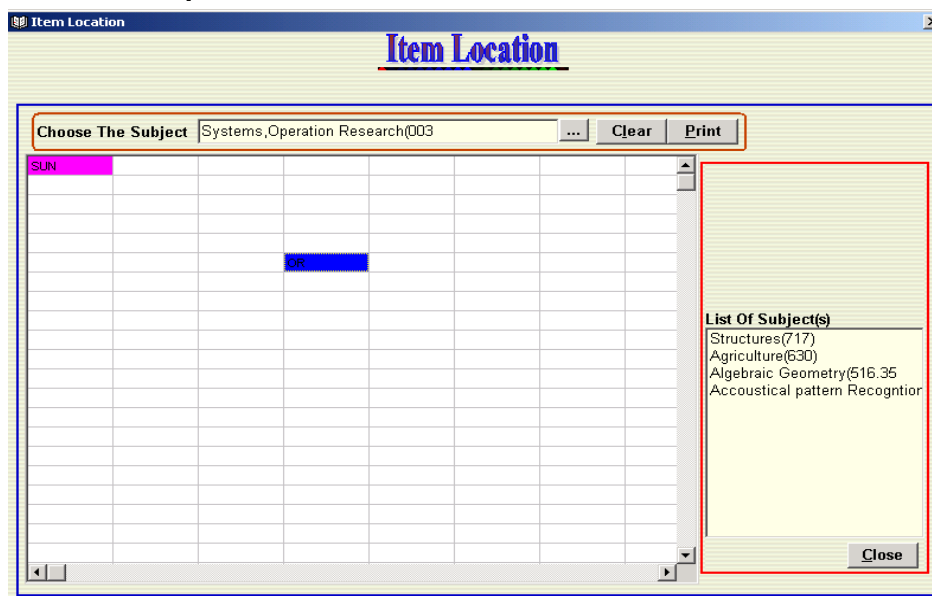 Item Location
Item Location
Choose The Subject Systems,Operation Research(003 ... Clear Print
SUN
OR
List Of Subject(s)
Structures(717)
Agriculture(630)
Algebraic Geometry(516.35
Accoustical pattern Recogntion
Close